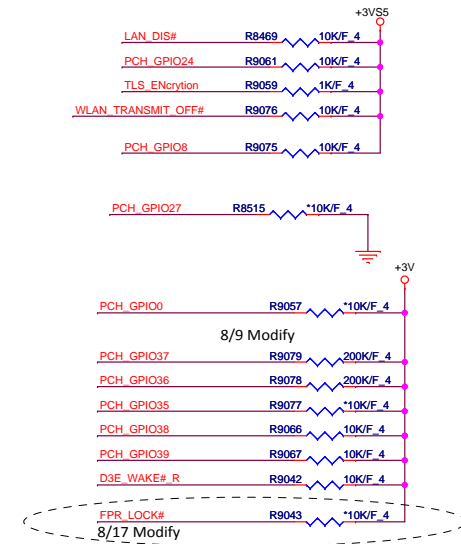 +3VS5
LAN_DIS# R8469 10K/F_4
PCH_GPIO24 R9061 10K/F_4
TLS_ENcrytion R9059 1K/F_4
WLAN_TRANSMIT_OFF# R9076 10K/F_4
PCH_GPIO8 R9075 10K/F_4
PCH_GPIO27 R8515 *10K/F_4
+3V
PCH_GPIO0 R9057 *10K/F_4
8/9 Modify
PCH_GPIO37 R9079 200K/F_4
PCH_GPIO36 R9078 200K/F_4
PCH_GPIO35 R9077 *10K/F_4
PCH_GPIO38 R9066 10K/F_4
PCH_GPIO39 R9067 10K/F_4
D3E_WAKE#_R R9042 10K/F_4
FPR_LOCK# R9043 *10K/F_4
8/17 Modify